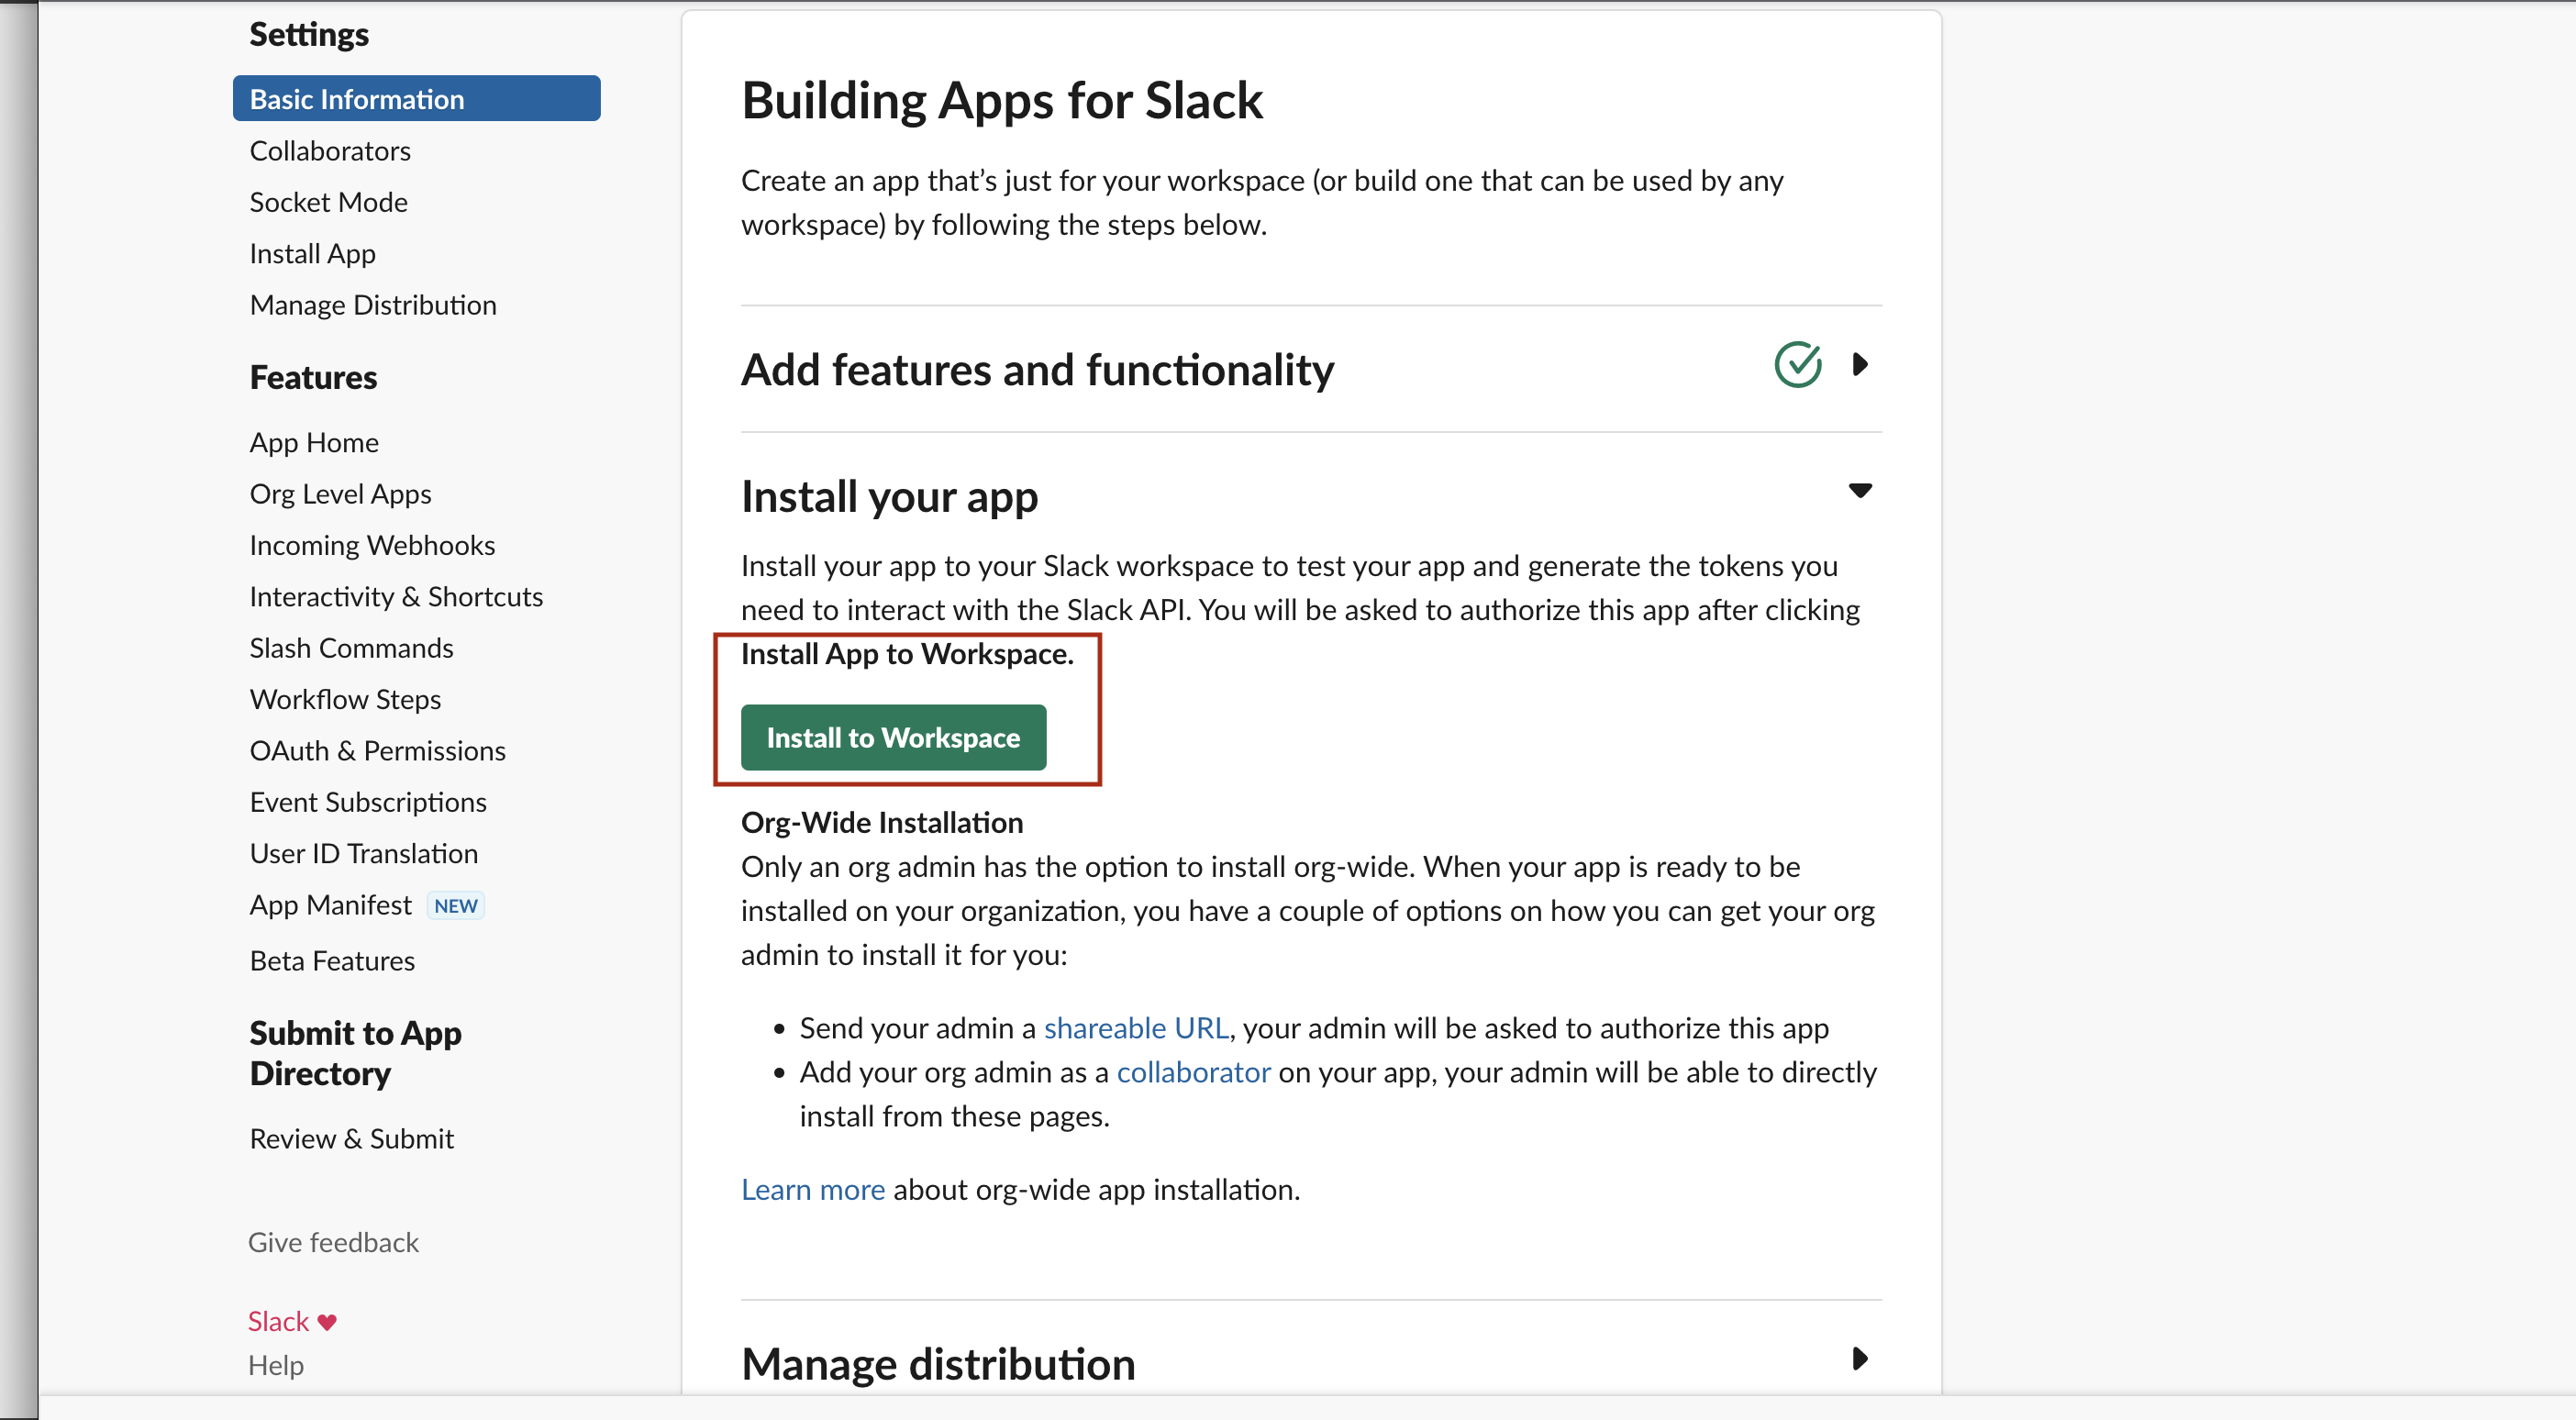 Settings
Basic Information
Collaborators
Socket Mode
Install App
Manage Distribution
Features
App Home
Org Level Apps
Incoming Webhooks
Interactivity & Shortcuts
Slash Commands
Workflow Steps
OAuth & Permissions
Event Subscriptions
User ID Translation
App Manifest NEW
Beta Features
Submit to App
Directory
Review & Submit
Give feedback
Slack ♥
Help
Building Apps for Slack
Create an app that’s just for your workspace (or build one that can be used by any
workspace) by following the steps below.
Add features and functionality
Install your app
Install your app to your Slack workspace to test your app and generate the tokens you
need to interact with the Slack API. You will be asked to authorize this app after clicking
Install App to Workspace.
Install to Workspace
Org-Wide Installation
Only an org admin has the option to install org-wide. When your app is ready to be
installed on your organization, you have a couple of options on how you can get your org
admin to install it for you:
• Send your admin a shareable URL, your admin will be asked to authorize this app
• Add your org admin as a collaborator on your app, your admin will be able to directly
install from these pages.
Learn more about org-wide app installation.
Manage distribution